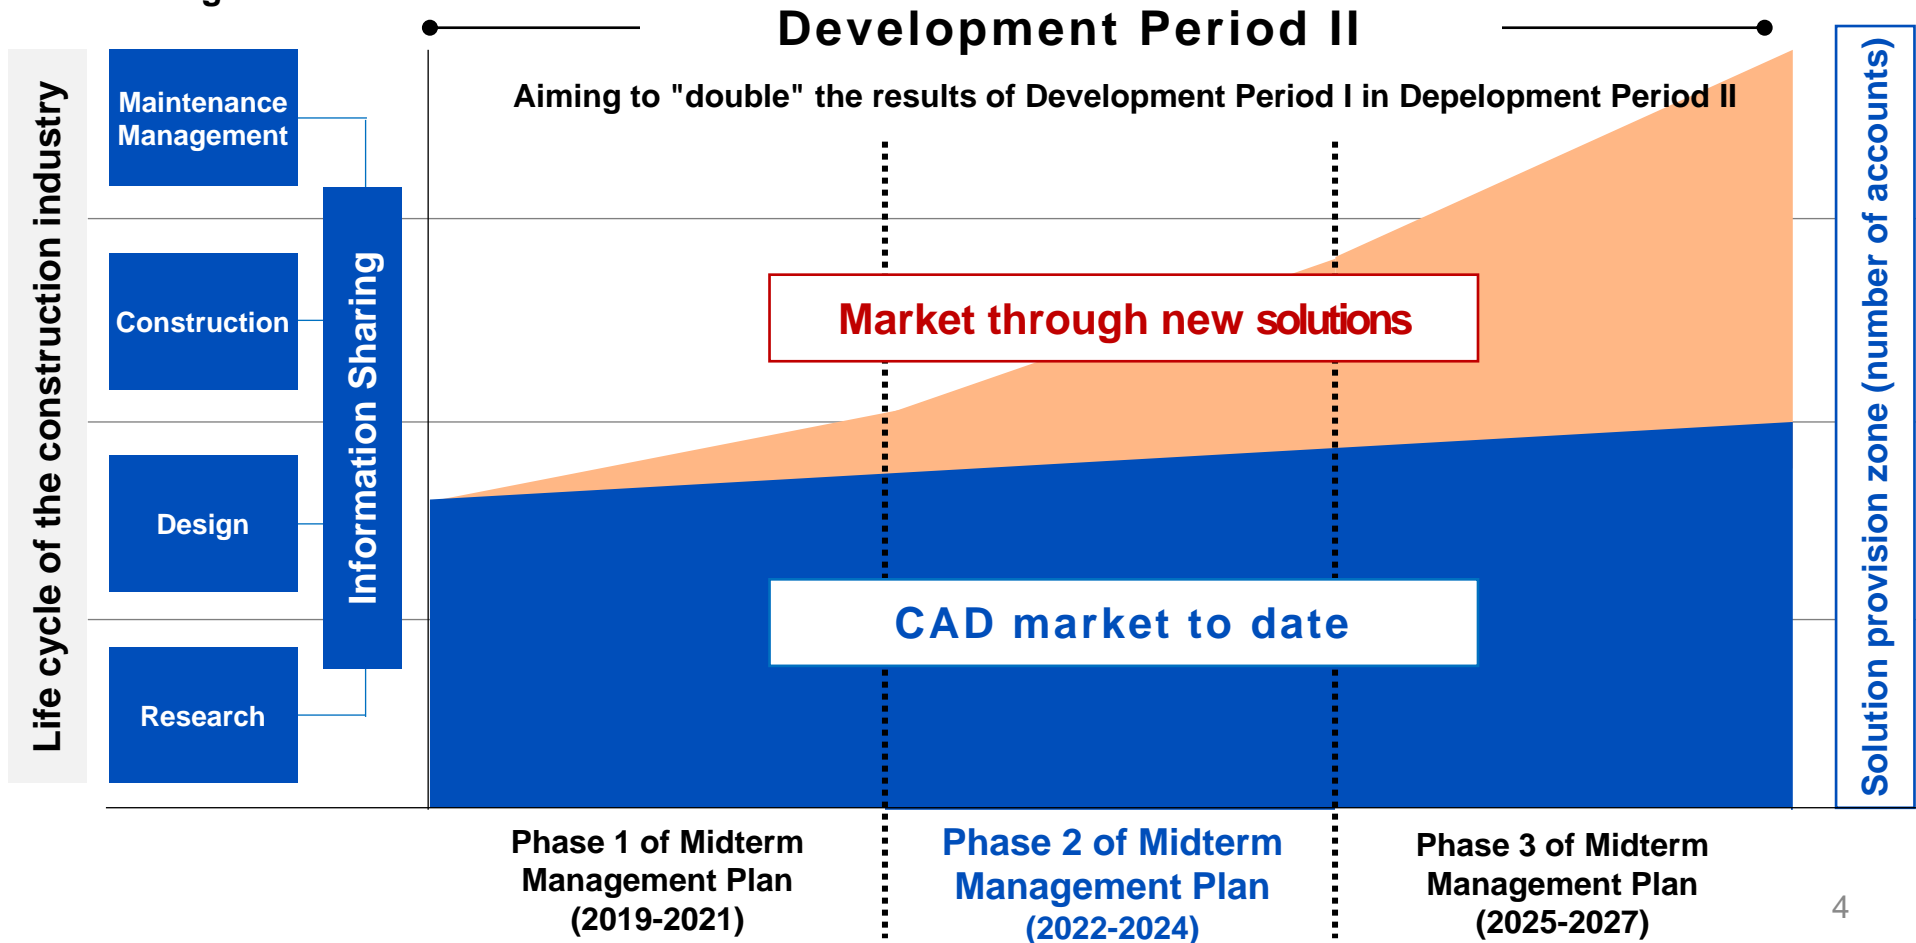 Development Period II
Aiming to "double" the results of Development Period I in Depelopment Period II
Life cycle of the construction industry
Maintenance
Management
Construction
Design
Research
Information Sharing
Market through new solutions
CAD market to date
Solution provision zone (number of accounts)
Phase 1 of Midterm
Management Plan
(2019-2021)
Phase 2 of Midterm
Management Plan
(2022-2024)
Phase 3 of Midterm
Management Plan
(2025-2027)
4